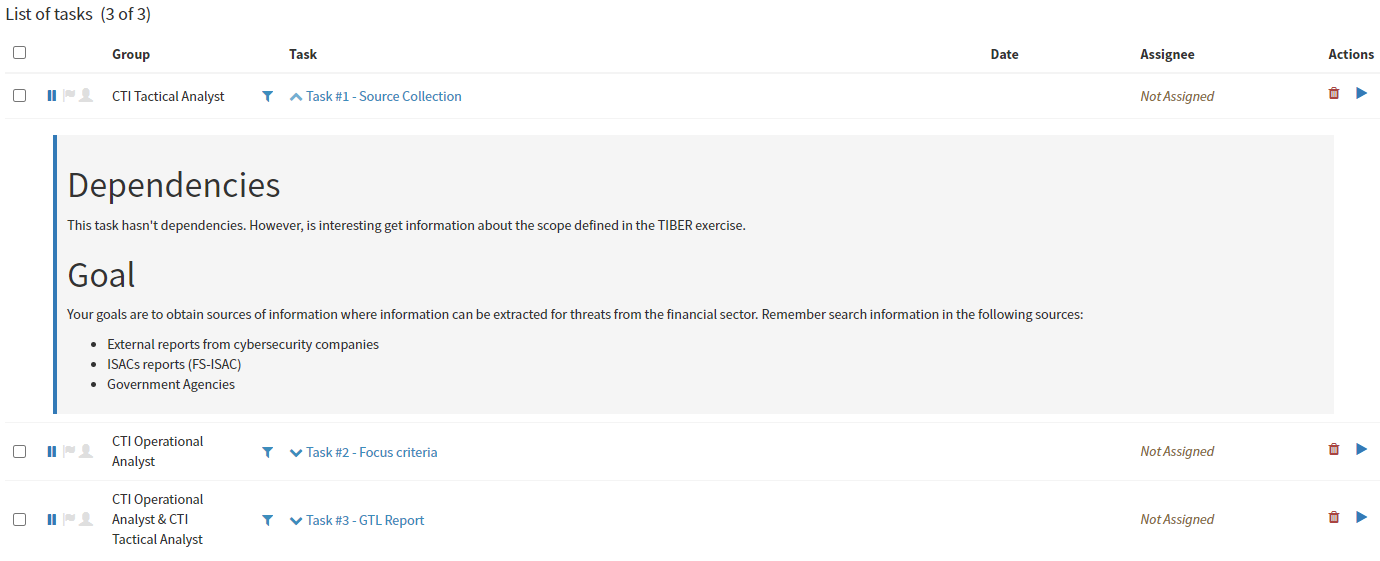 List of tasks (3 of 3)
Group Task Date Assignee Actions
CTI Tactical Analyst Task #1 - Source Collection Not Assigned
Dependencies
This task hasn't dependencies. However, is interesting get information about the scope defined in the TIBER exercise.
Goal
Your goals are to obtain sources of information where information can be extracted for threats from the financial sector. Remember search information in the following sources:
External reports from cybersecurity companies
ISACs reports (FS-ISAC)
Government Agencies
CTI Operational
Analyst
Task #2 - Focus criteria Not Assigned
CTI Operational
Analyst & CTI
Tactical Analyst
Task #3 - GTL Report Not Assigned